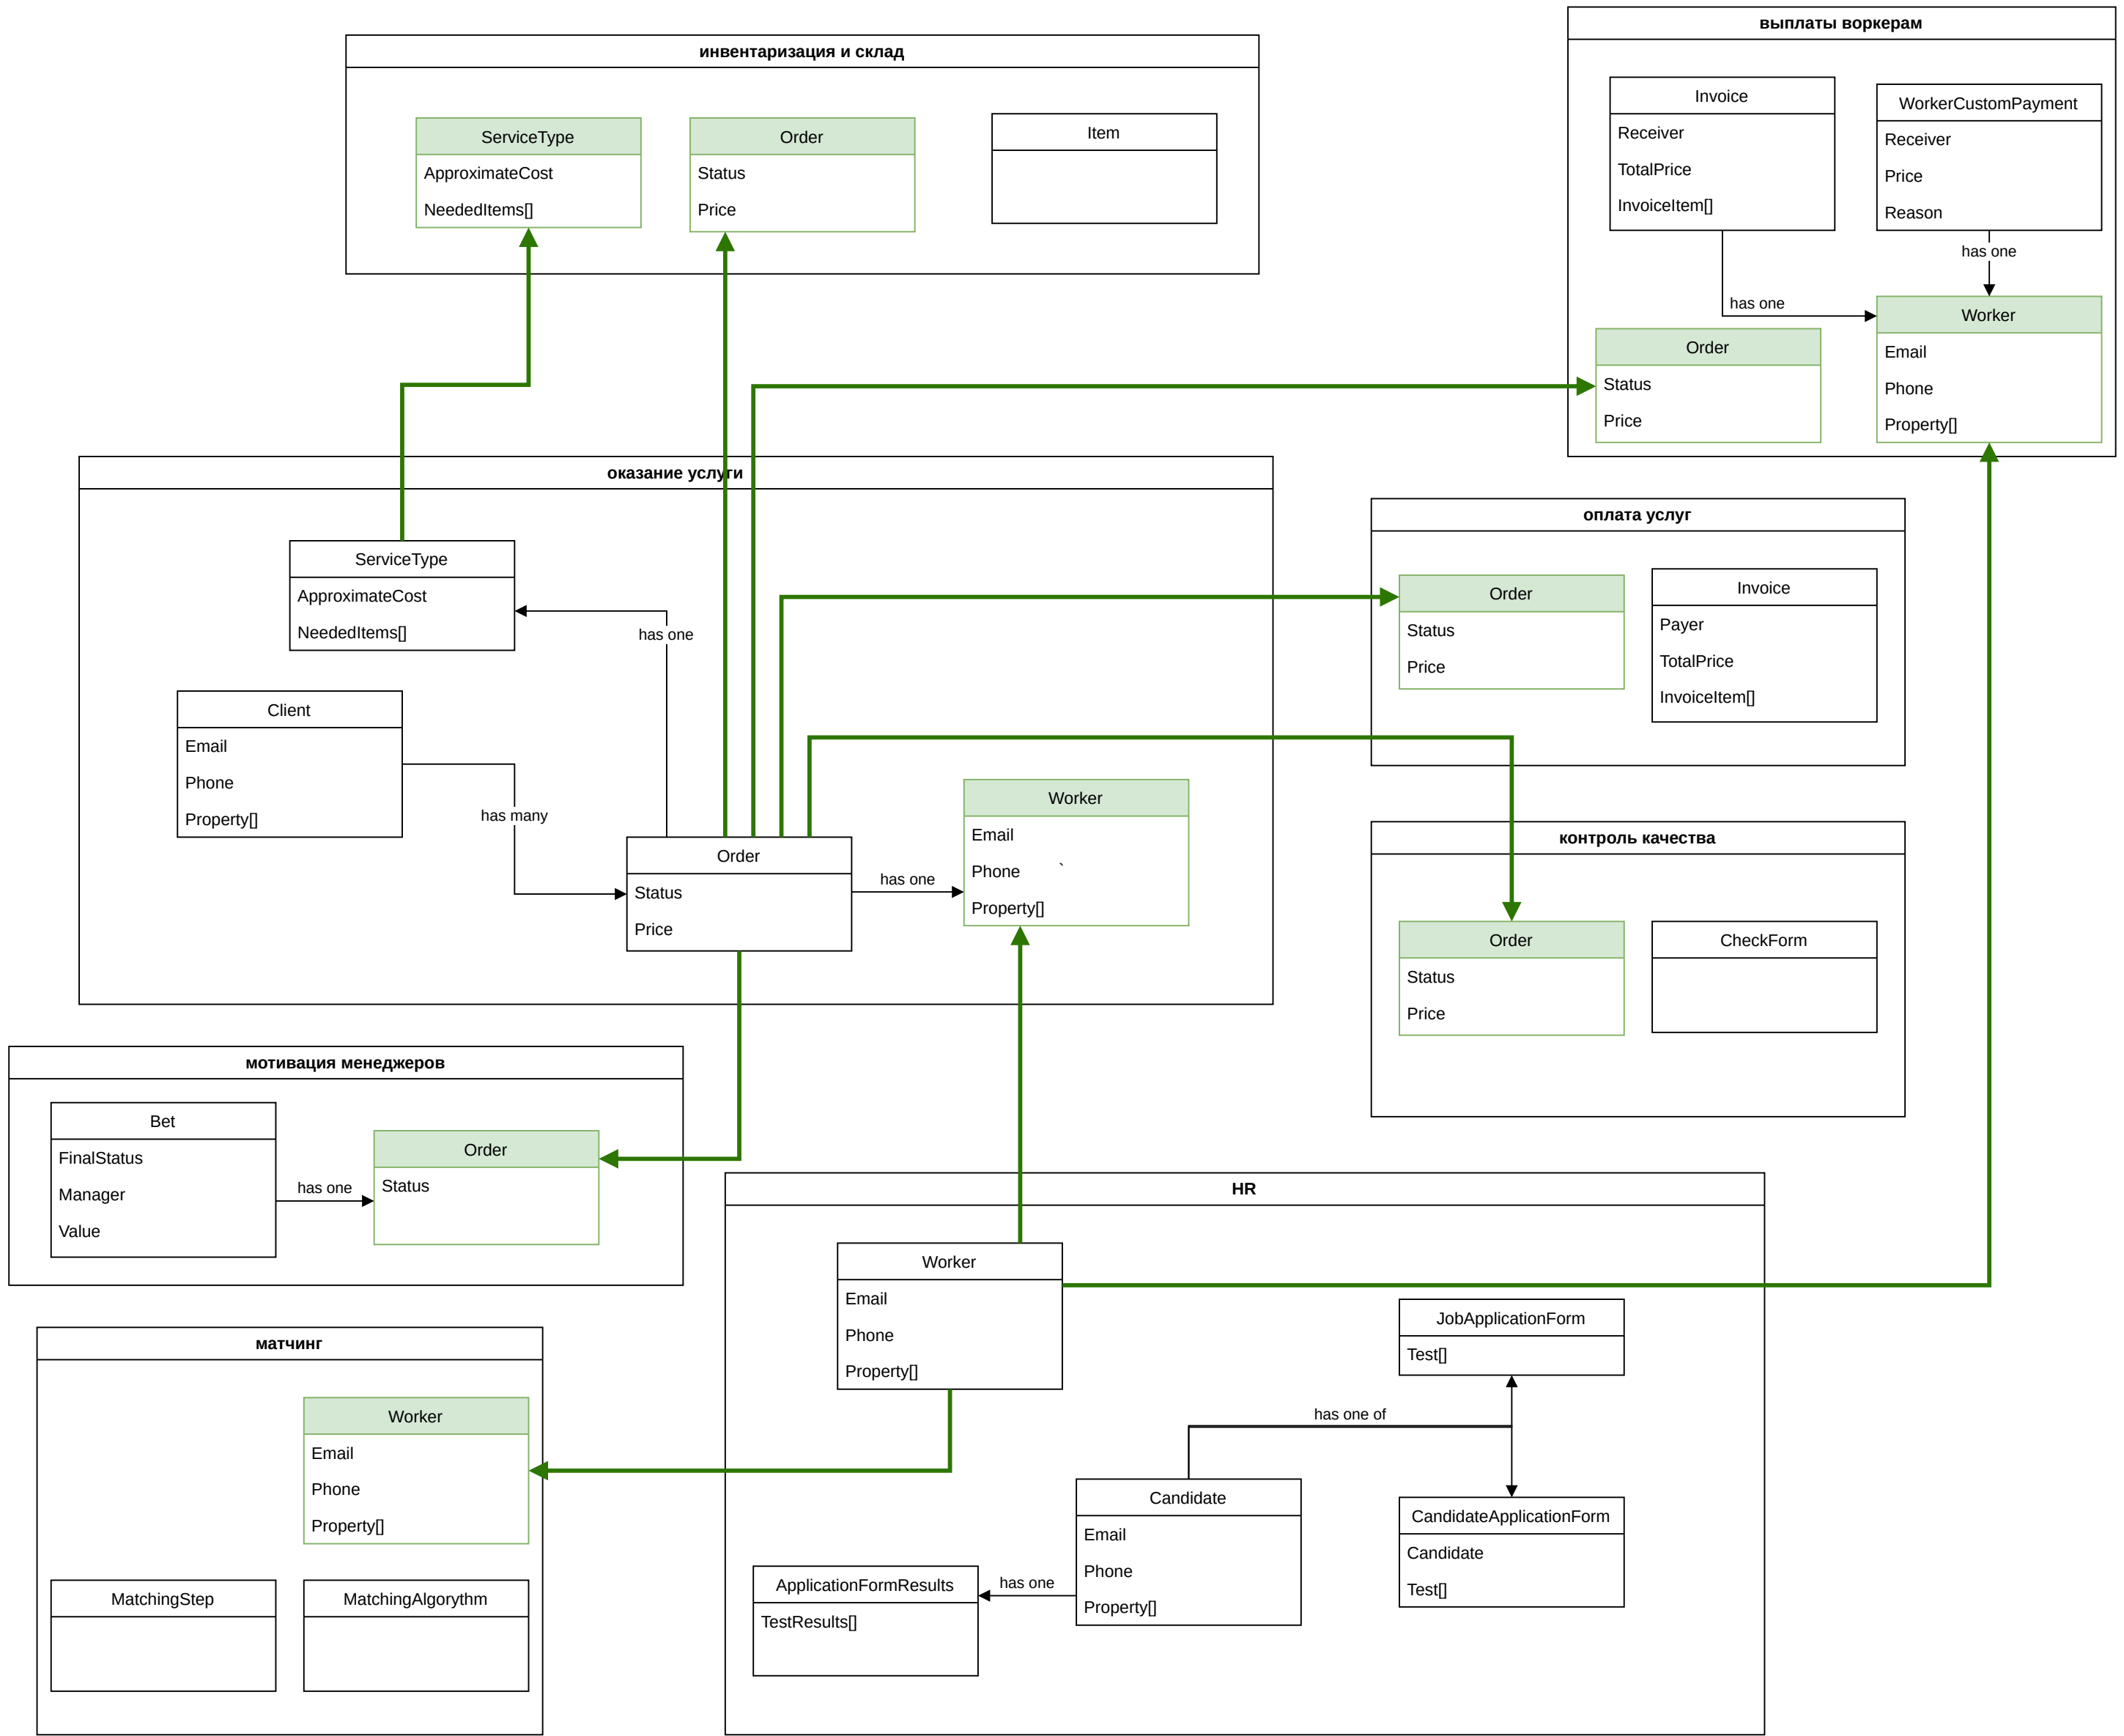 выплаты воркерам
Invoice
Receiver
TotalPrice
InvoiceItem[]
WorkerCustomPayment
Receiver
Price
Reason
has one
has one
Order
Status
Price
Worker
Email
Phone
Property[]
инвентаризация и склад
ServiceType
ApproximateCost
NeededItems[]
Order
Status
Price
Item
оказание услуги
ServiceType
ApproximateCost
NeededItems[]
has one
Client
Email
Phone
Property[]
has many
Order
Status
Price
has one
Worker
Email
Phone `
Property[]
оплата услуг
Order
Status
Price
Invoice
Payer
TotalPrice
InvoiceItem[]
контроль качества
Order
Status
Price
CheckForm
мотивация менеджеров
Bet
FinalStatus
Manager
Value
has one
Order
Status
HR
Worker
Email
Phone
Property[]
JobApplicationForm
Test[]
has one of
Candidate
Email
Phone
Property[]
CandidateApplicationForm
Candidate
Test[]
has one
ApplicationFormResults
TestResults[]
матчинг
Worker
Email
Phone
Property[]
MatchingStep
MatchingAlgorythm